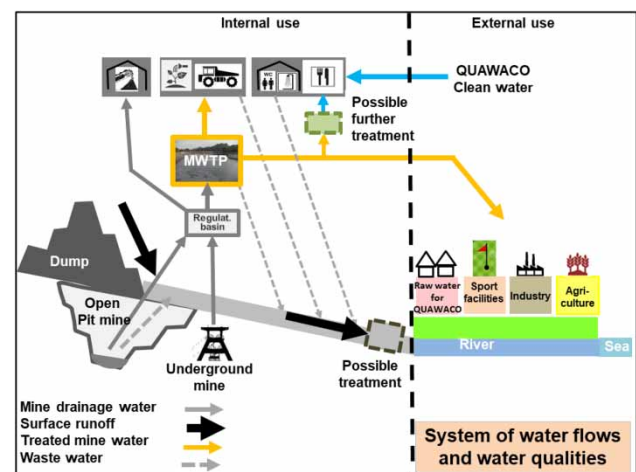 Internal use
External use
WC
QUAWACO
Clean water
Possible
further
treatment
MWTP
Regulat.
basin
Dump
Open
Pit mine
Underground
mine
Possible
treatment
Raw water
for
QUAWACO
Sport
facilities
Industry
Agri-
culture
River
Sea
Mine drainage water
Surface runoff
Treated mine water
Waste water
System of water flows
and water qualities